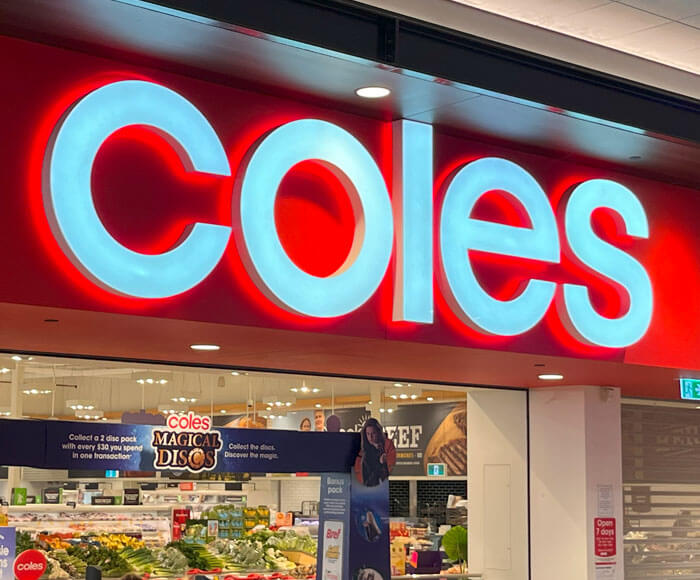 coles
Collect a 2 disc pack
with every $30 you spend
in one transaction*
coles
MAGICAL
DISCS
Collect the discs.
Discover the magic.
EEF
Bonus
pack
Open
7 days
coles